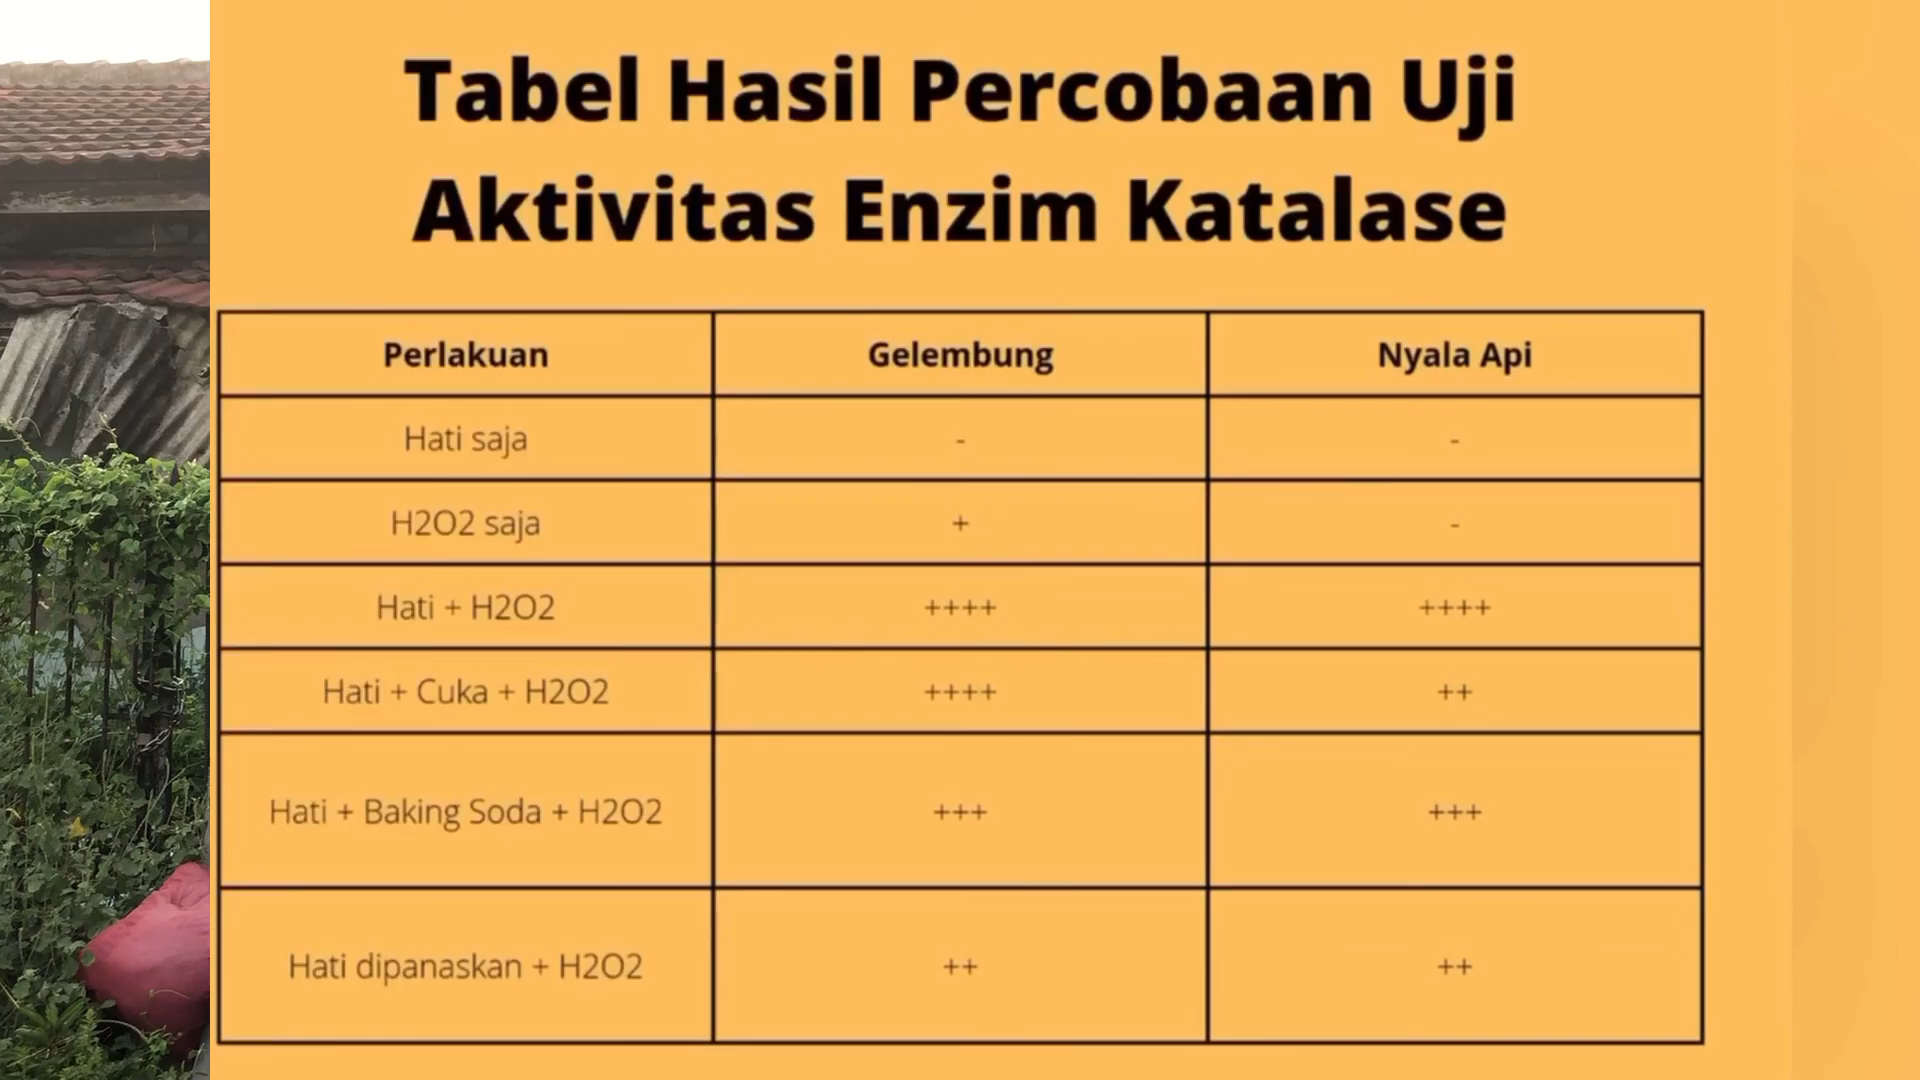 Tabel Hasil Percobaan Uji
Aktivitas Enzim Katalase
Perlakuan Gelembung Nyala Api
Hati saja - -
H2O2 saja + -
Hati + H2O2 ++++ ++++
Hati + Cuka + H2O2 ++++ ++
Hati + Baking Soda + H2O2 +++ +++
Hati dipanaskan + H2O2 ++ ++